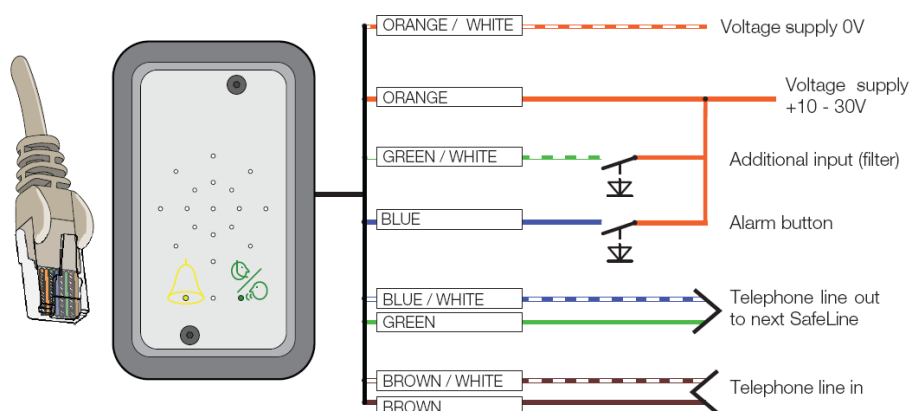 ORANGE / WHITE
Voltage supply 0V
ORANGE
Voltage supply
+10 - 30V
GREEN / WHITE
Additional input (filter)
BLUE
Alarm button
BLUE / WHITE
GREEN
Telephone line out
to next SafeLine
BROWN / WHITE
BROWN
Telephone line in